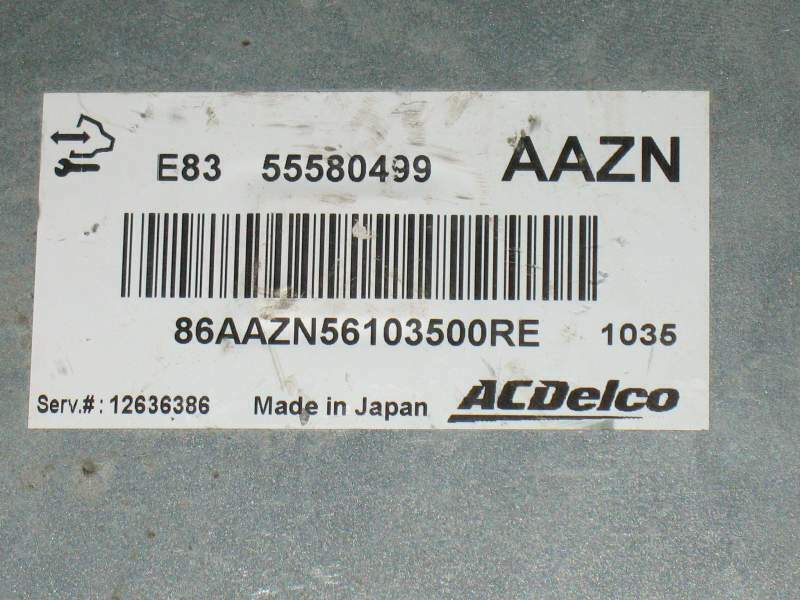 E83 55580499 AAZN
86AAZN56103500RE 1035
Serv.#: 12636386 Made in Japan ACDelco